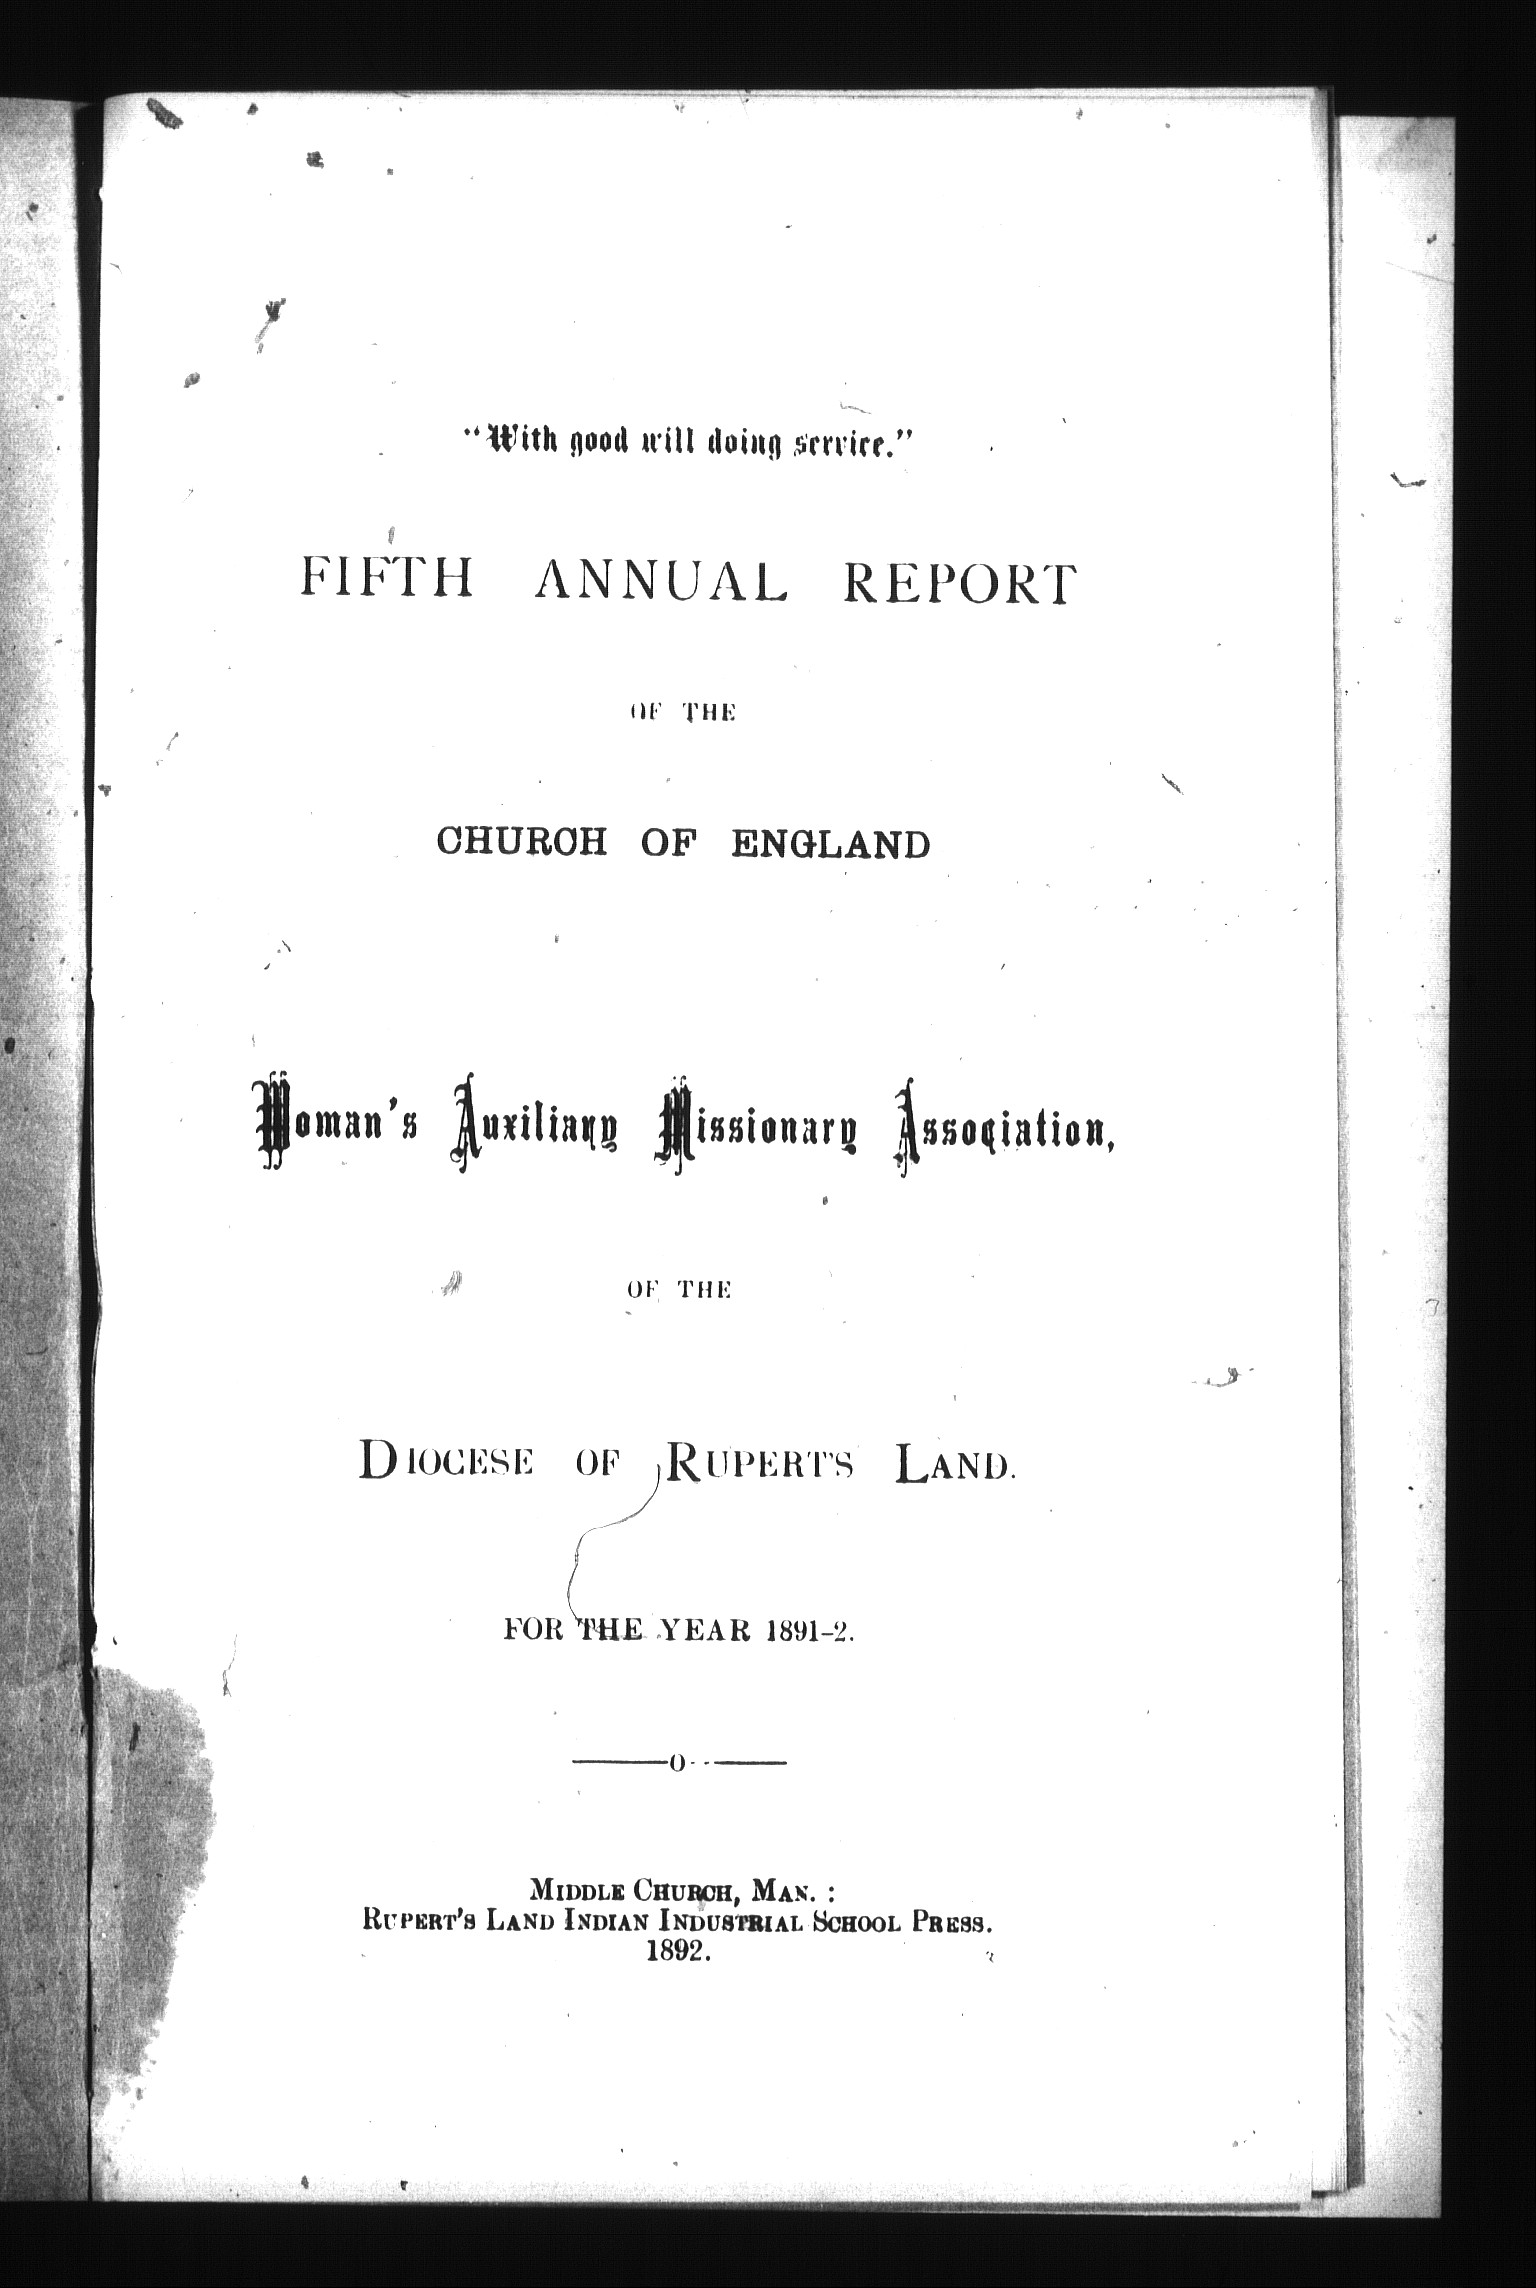 "With good will doing service."
FIFTH ANNUAL REPORT
OF THE
CHURCH OF ENGLAND
Woman's Auxiliary Missionary Association,
OF THE
DIOCESE OF RUPERT'S LAND.
FOR THE YEAR 1891-2.
O
MIDDLE CHURCH, MAN. :
RUPERT'S LAND INDIAN INDUSTRIAL SCHOOL PRESS.
1892.